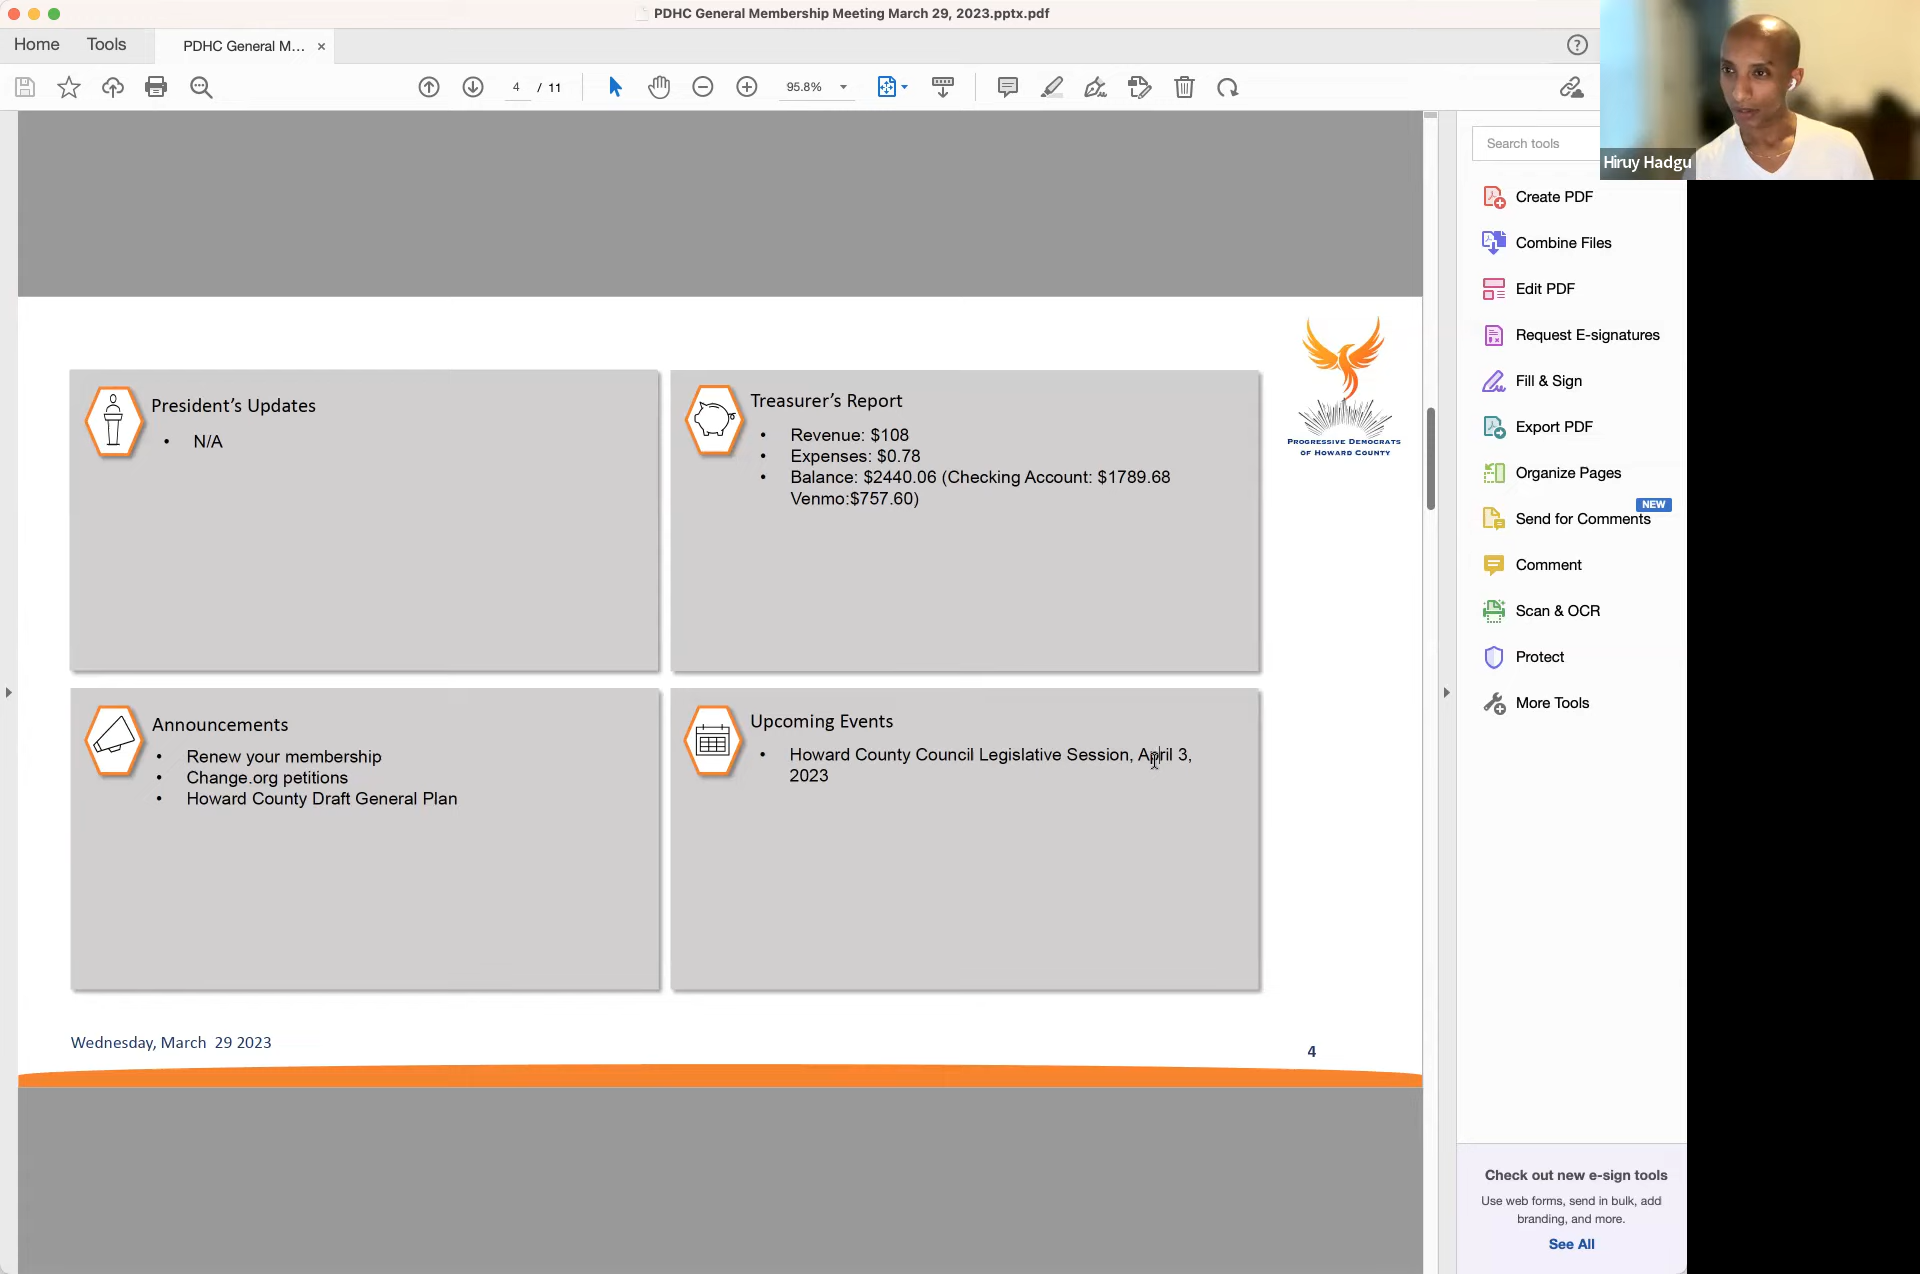 PDHC General Membership Meeting March 29, 2023.pptx.pdf
Home
Tools
PDHC General M...
4 / 11
95.8%
Search tools
Hiruy Hadgu
Create PDF
Combine Files
Edit PDF
Request E-signatures
Fill & Sign
Export PDF
Organize Pages
NEW
Send for Comments
Comment
Scan & OCR
Protect
More Tools
Check out new e-sign tools
Use web forms, send in bulk, add
branding, and more.
See All
PROGRESSIVE DEMOCRATS
OF HOWARD COUNTY
President's Updates
• N/A
Treasurer's Report
• Revenue: $108
• Expenses: $0.78
• Balance: $2440.06 (Checking Account: $1789.68
Venmo:$757.60)
Announcements
• Renew your membership
• Change.org petitions
• Howard County Draft General Plan
Upcoming Events
• Howard County Council Legislative Session, April 3,
2023
Wednesday, March 29 2023
4